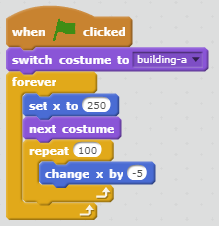 when clicked
switch costume to building-a
forever
set x to 250
next costume
repeat 100
change x by -5